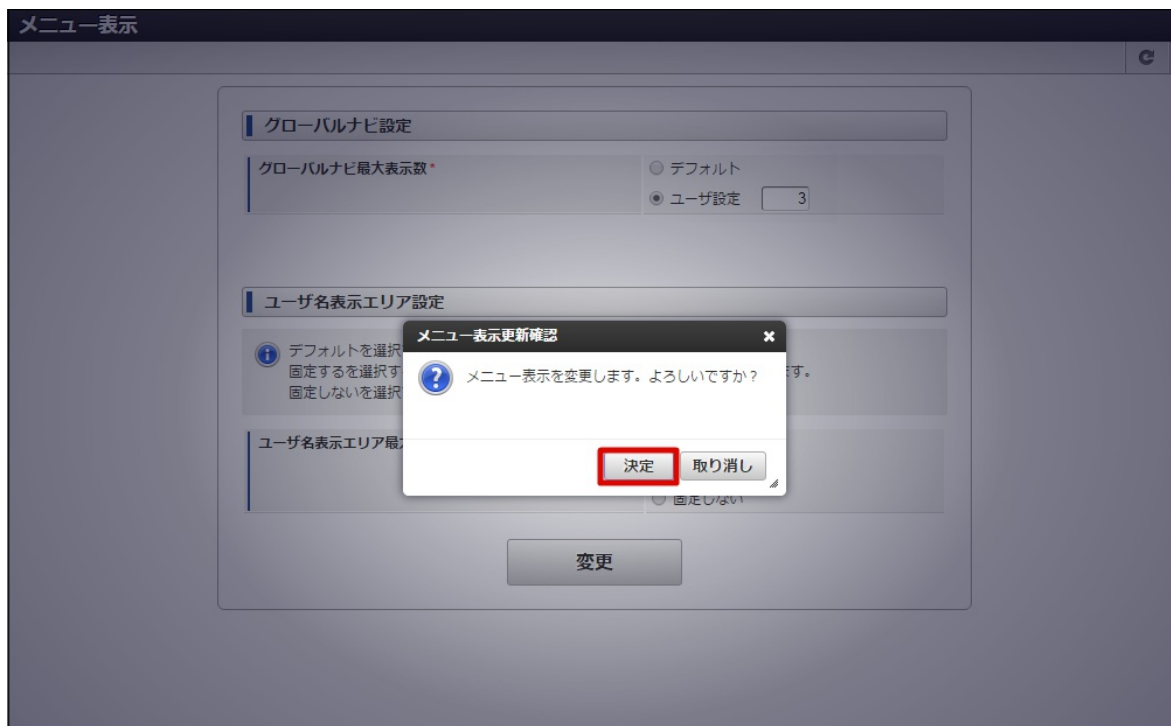 メニュー表示
グローバルナビ設定
グローバルナビ最大表示数*
デフォルト
ユーザ設定 3
ユーザ名表示エリア設定
デフォルトを選択
固定するを選択す
す。
固定しないを選択
メニュー表示更新確認
メニュー表示を変更します。よろしいですか？
決定 取り消し
ユーザ名表示エリア最
固定しない
変更